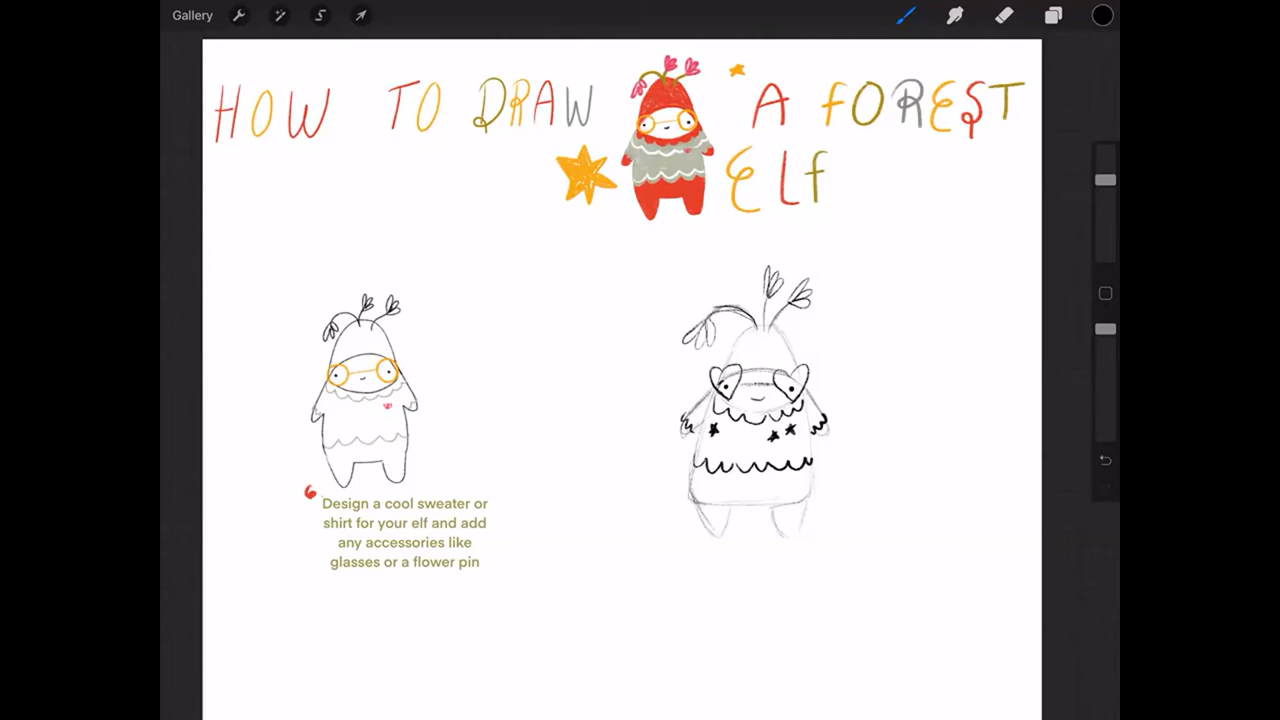 Gallery
HOW TO DRAW A FOREST
ELf
6
Design a cool sweater or
shirt for your elf and add
any accessories like
glasses or a flower pin